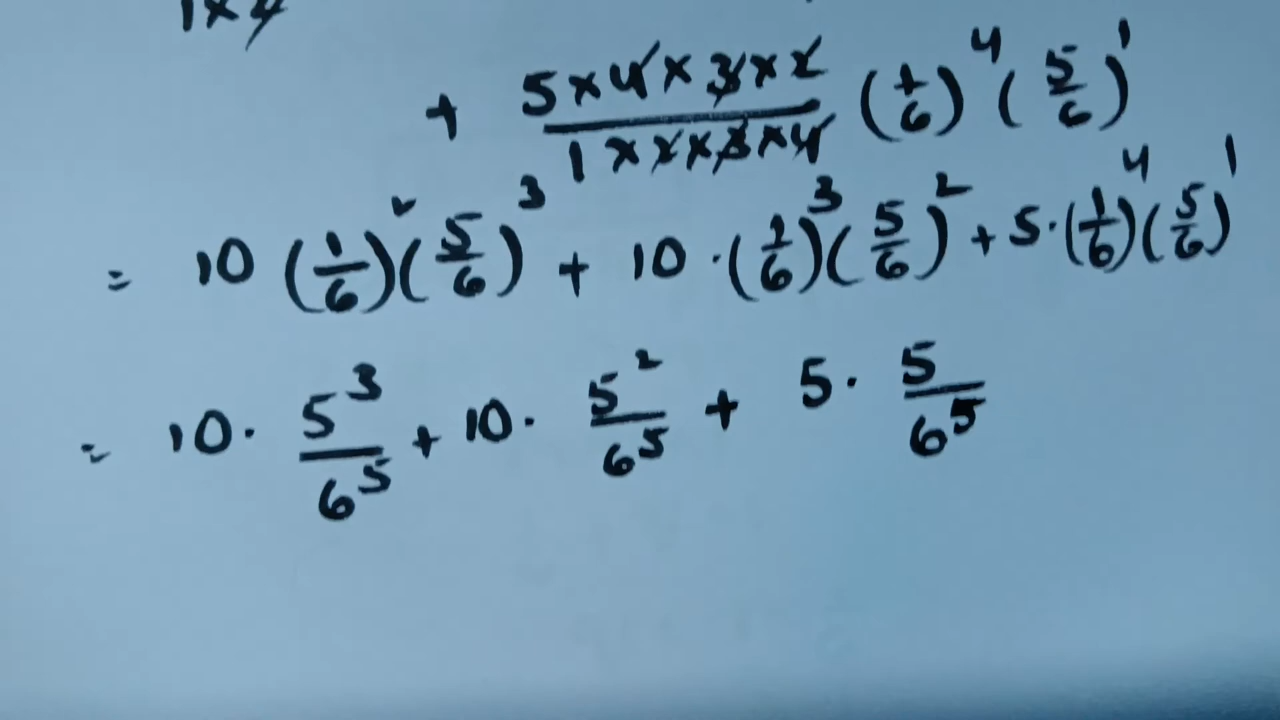 1 × 4
+ (5 × 4 × 3 × 2)/(1 × 2 × 3 × 4) (1/6)^4 (5/6)^1
= 10 (1/6)^2 (5/6)^3 + 10 · (1/6)^3 (5/6)^2 + 5 · (1/6)^4 (5/6)^1
= 10 · 5^3/6^5 + 10 · 5^2/6^5 + 5 · 5/6^5